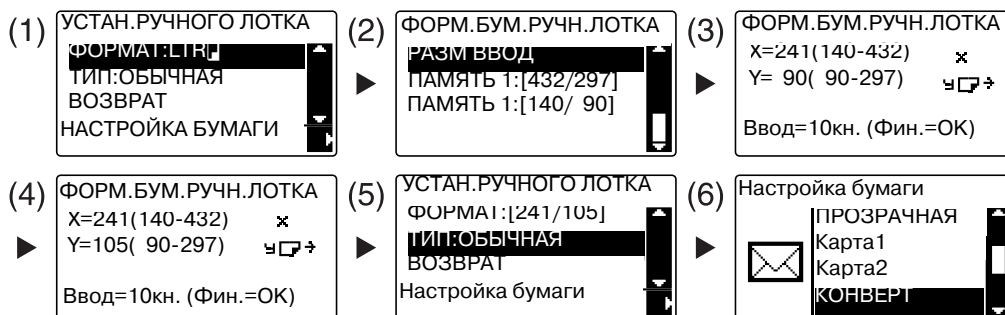 (1)
УСТАН.РУЧНОГО ЛОТКА
ФОРМАТ:LTR
ТИП:ОБЫЧНАЯ
ВОЗВРАТ
НАСТРОЙКА БУМАГИ
(2)
ФОРМ.БУМ.РУЧН.ЛОТКА
РАЗМ ВВОД
ПАМЯТЬ 1:[432/297]
ПАМЯТЬ 1:[140/ 90]
(3)
ФОРМ.БУМ.РУЧН.ЛОТКА
X=241(140-432) x
Y= 90( 90-297) y
Ввод=10кн. (Фин.=OK)
(4)
ФОРМ.БУМ.РУЧН.ЛОТКА
X=241(140-432) x
Y=105( 90-297) y
Ввод=10кн. (Фин.=OK)
(5)
УСТАН.РУЧНОГО ЛОТКА
ФОРМАТ:[241/105]
ТИП:ОБЫЧНАЯ
ВОЗВРАТ
Настройка бумаги
(6)
Настройка бумаги
ПРОЗРАЧНАЯ
Карта1
Карта2
КОНВЕРТ